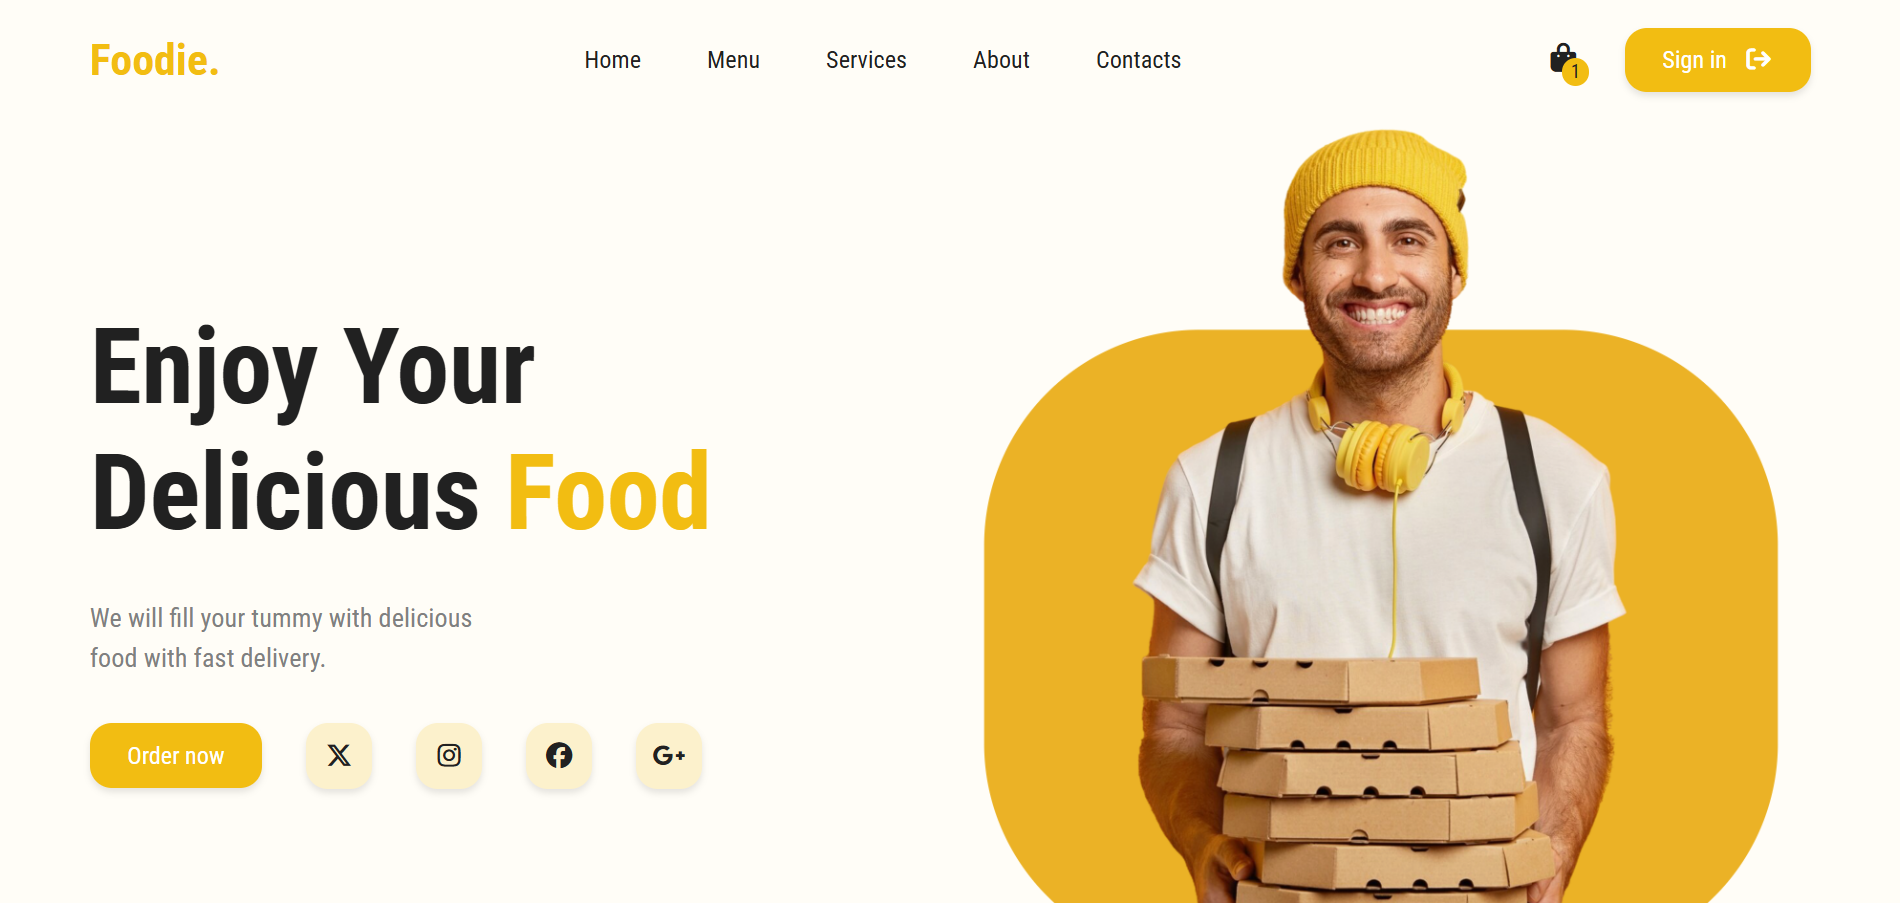 Foodie.
Home Menu Services About Contacts
1
Sign in
Enjoy Your
Delicious Food
We will fill your tummy with delicious
food with fast delivery.
Order now